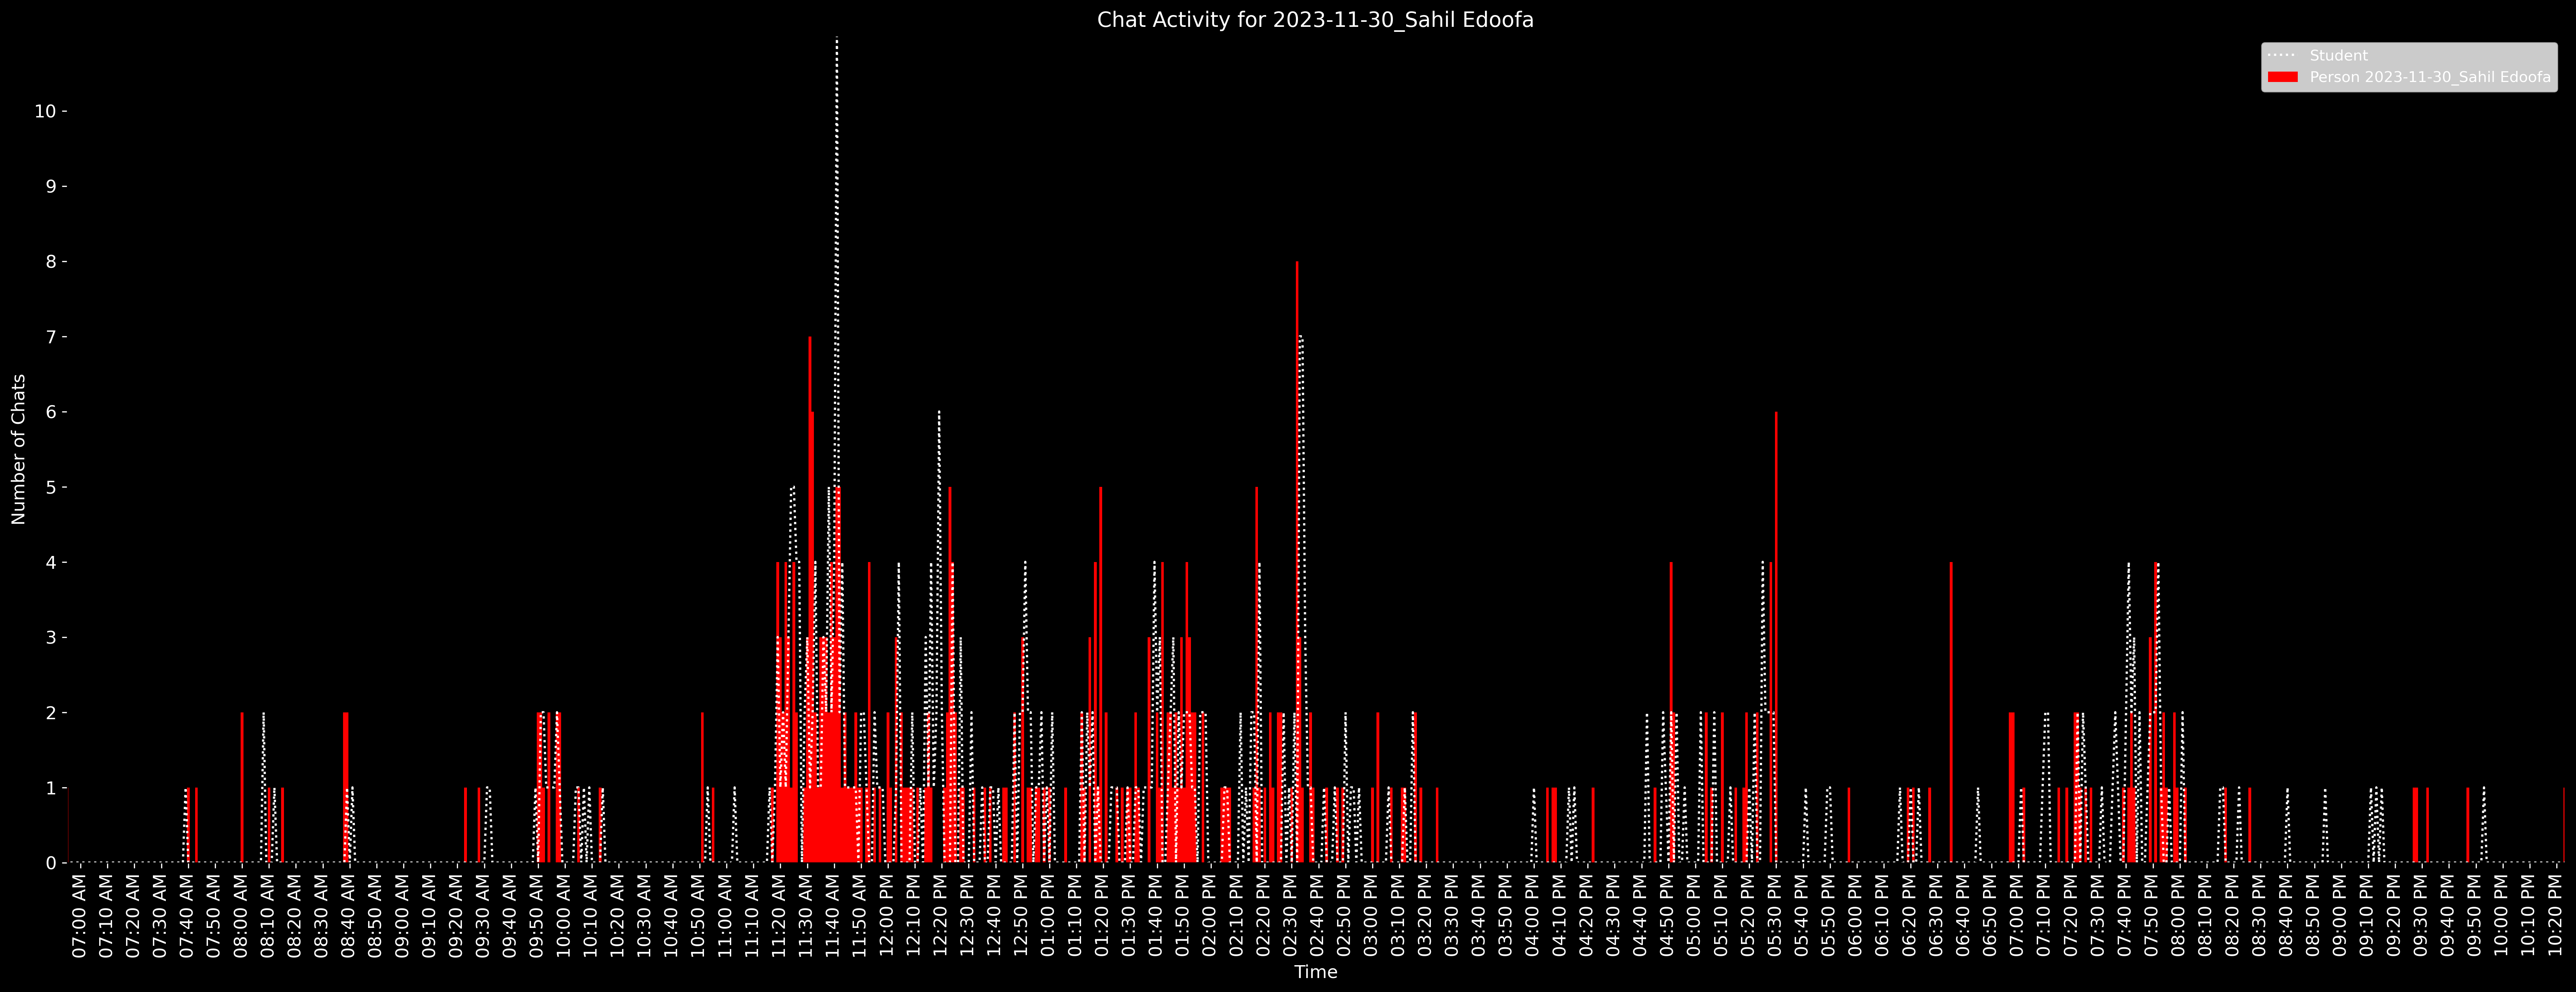 Chat Activity for 2023-11-30_Sahil Edoofa
Student
Person 2023-11-30_Sahil Edoofa
Number of Chats
10
9
8
7
6
5
4
3
2
1
0
07:00 AM
07:10 AM
07:20 AM
07:30 AM
07:40 AM
07:50 AM
08:00 AM
08:10 AM
08:20 AM
08:30 AM
08:40 AM
08:50 AM
09:00 AM
09:10 AM
09:20 AM
09:30 AM
09:40 AM
09:50 AM
10:00 AM
10:10 AM
10:20 AM
10:30 AM
10:40 AM
10:50 AM
11:00 AM
11:10 AM
11:20 AM
11:30 AM
11:40 AM
11:50 AM
12:00 PM
12:10 PM
12:20 PM
12:30 PM
12:40 PM
12:50 PM
01:00 PM
01:10 PM
01:20 PM
01:30 PM
01:40 PM
01:50 PM
02:00 PM
02:10 PM
02:20 PM
02:30 PM
02:40 PM
02:50 PM
03:00 PM
03:10 PM
03:20 PM
03:30 PM
03:40 PM
03:50 PM
04:00 PM
04:10 PM
04:20 PM
04:30 PM
04:40 PM
04:50 PM
05:00 PM
05:10 PM
05:20 PM
05:30 PM
05:40 PM
05:50 PM
06:00 PM
06:10 PM
06:20 PM
06:30 PM
06:40 PM
06:50 PM
07:00 PM
07:10 PM
07:20 PM
07:30 PM
07:40 PM
07:50 PM
08:00 PM
08:10 PM
08:20 PM
08:30 PM
08:40 PM
08:50 PM
09:00 PM
09:10 PM
09:20 PM
09:30 PM
09:40 PM
09:50 PM
10:00 PM
10:10 PM
10:20 PM
Time